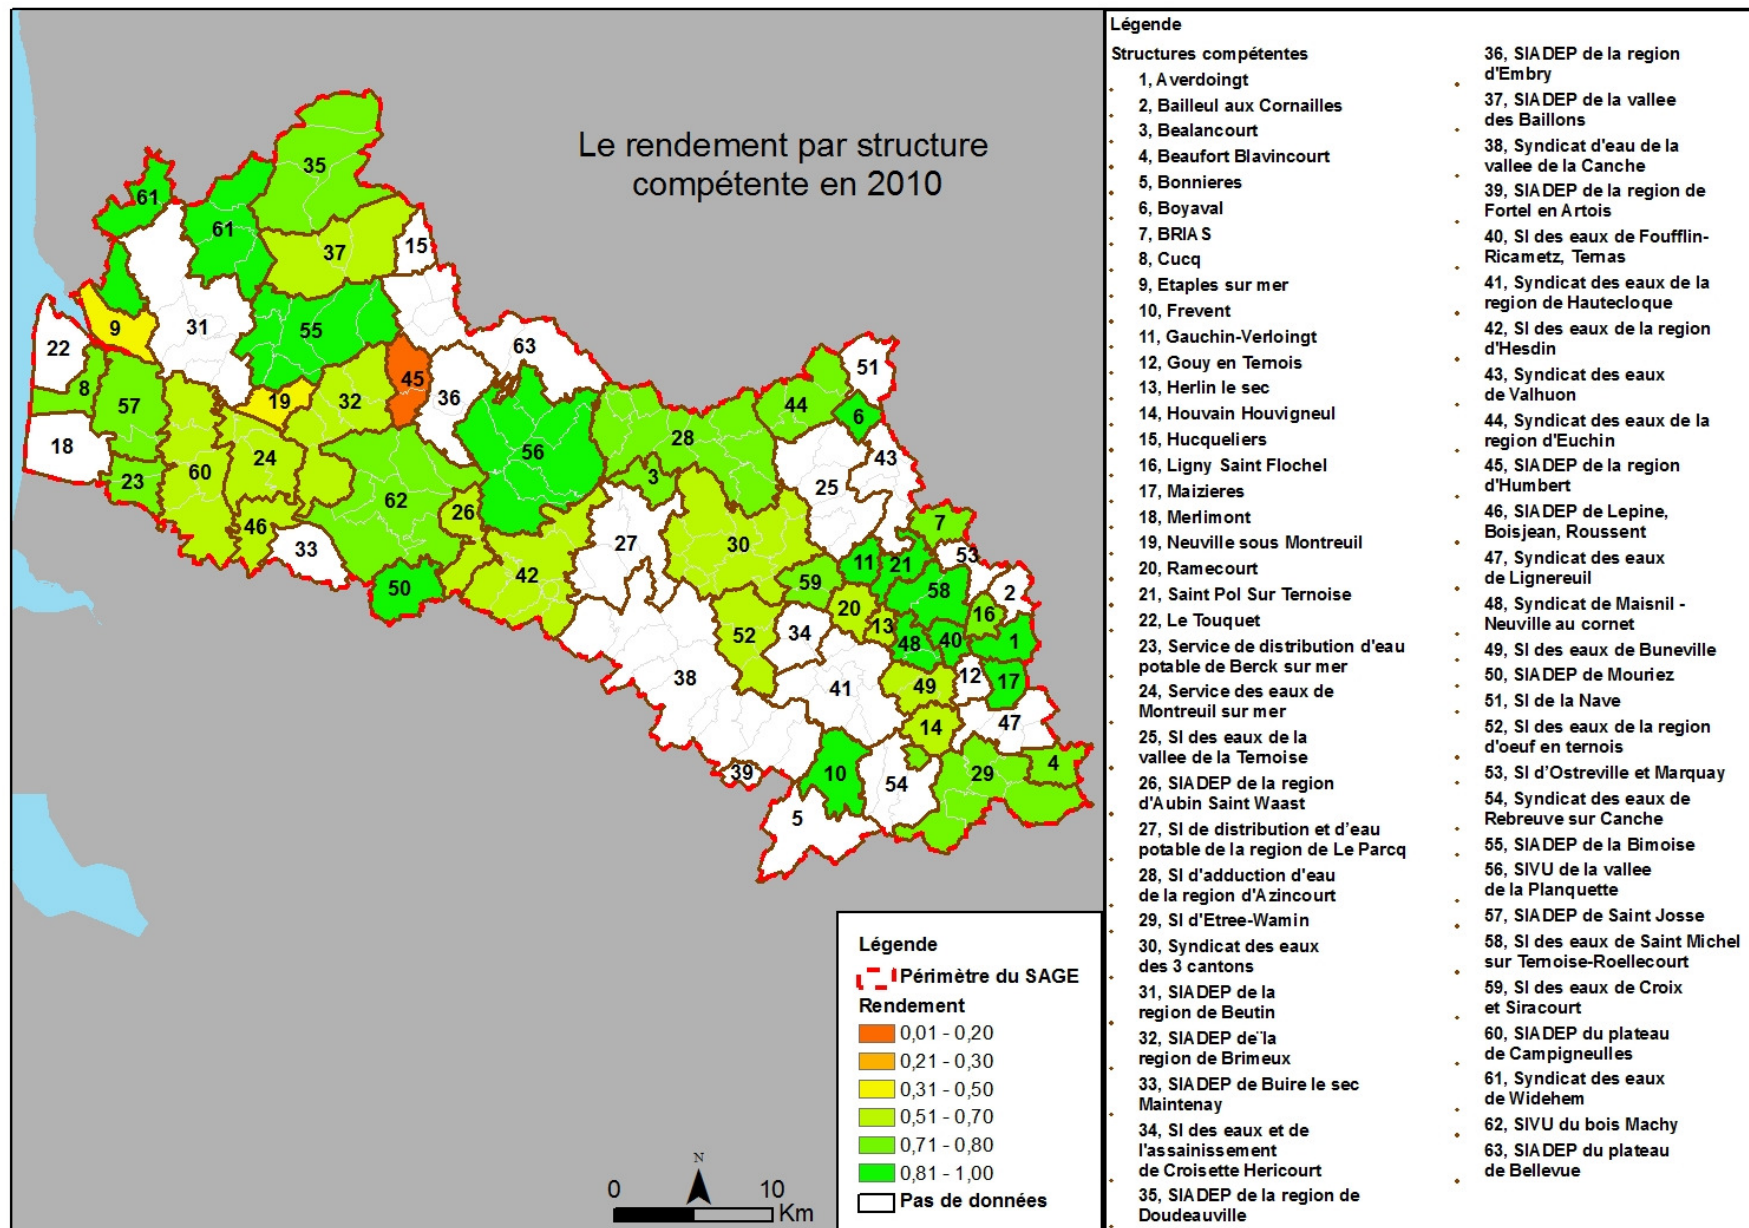 Le rendement par structure
compétente en 2010
35
61
61
37
15
31
55
9
22
63
8
57
19
32
45
36
51
44
6
28
18
23
60
24
56
3
43
25
62
26
46
33
27
30
7
53
11
21
2
50
42
59
58
16
20
13
48
40
1
52
34
38
41
49
12
17
14
47
39
10
54
29
4
5
Légende
Périmètre du SAGE
Rendement
0,01 - 0,20
0,21 - 0,30
0,31 - 0,50
0,51 - 0,70
0,71 - 0,80
0,81 - 1,00
Pas de données
N
0 10
Km
Légende
Structures compétentes
1, Averdoingt
2, Bailleul aux Cornailles
3, Bealancourt
4, Beaufort Blavincourt
5, Bonnieres
6, Boyaval
7, BRIAS
8, Cucq
9, Etaples sur mer
10, Frevent
11, Gauchin-Verloingt
12, Gouy en Ternois
13, Herlin le sec
14, Houvain Houvigneul
15, Hucqueliers
16, Ligny Saint Flochel
17, Maizieres
18, Merlimont
19, Neuville sous Montreuil
20, Ramecourt
21, Saint Pol Sur Ternoise
22, Le Touquet
23, Service de distribution d'eau
potable de Berck sur mer
24, Service des eaux de
Montreuil sur mer
25, SI des eaux de la
vallee de la Ternoise
26, SIADEP de la region
d'Aubin Saint Waast
27, SI de distribution et d'eau
potable de la region de Le Parcq
28, SI d'adduction d'eau
de la region d'Azincourt
29, SI d'Etree-Wamin
30, Syndicat des eaux
des 3 cantons
31, SIADEP de la
region de Beutin
32, SIADEP de¨la
region de Brimeux
33, SIADEP de Buire le sec
Maintenay
34, SI des eaux et de
l'assainissement
de Croisette Hericourt
35, SIADEP de la region de
Doudeauville
36, SIADEP de la region
d'Embry
37, SIADEP de la vallee
des Baillons
38, Syndicat d'eau de la
vallee de la Canche
39, SIADEP de la region de
Fortel en Artois
40, SI des eaux de Foufflin-
Ricametz, Ternas
41, Syndicat des eaux de la
region de Hautecloque
42, SI des eaux de la region
d'Hesdin
43, Syndicat des eaux
de Valhuon
44, Syndicat des eaux de la
region d'Euchin
45, SIADEP de la region
d'Humbert
46, SIADEP de Lepine,
Boisjean, Roussent
47, Syndicat des eaux
de Lignereuil
48, Syndicat de Maisnil -
Neuville au cornet
49, SI des eaux de Buneville
50, SIADEP de Mouriez
51, SI de la Nave
52, SI des eaux de la region
d'oeuf en ternois
53, SI d'Ostreville et Marquay
54, Syndicat des eaux de
Rebreuve sur Canche
55, SIADEP de la Bimoise
56, SIVU de la vallee
de la Planquette
57, SIADEP de Saint Josse
58, SI des eaux de Saint Michel
sur Ternoise-Roellecourt
59, SI des eaux de Croix
et Siracourt
60, SIADEP du plateau
de Campigneulles
61, Syndicat des eaux
de Widehem
62, SIVU du bois Machy
63, SIADEP du plateau
de Bellevue